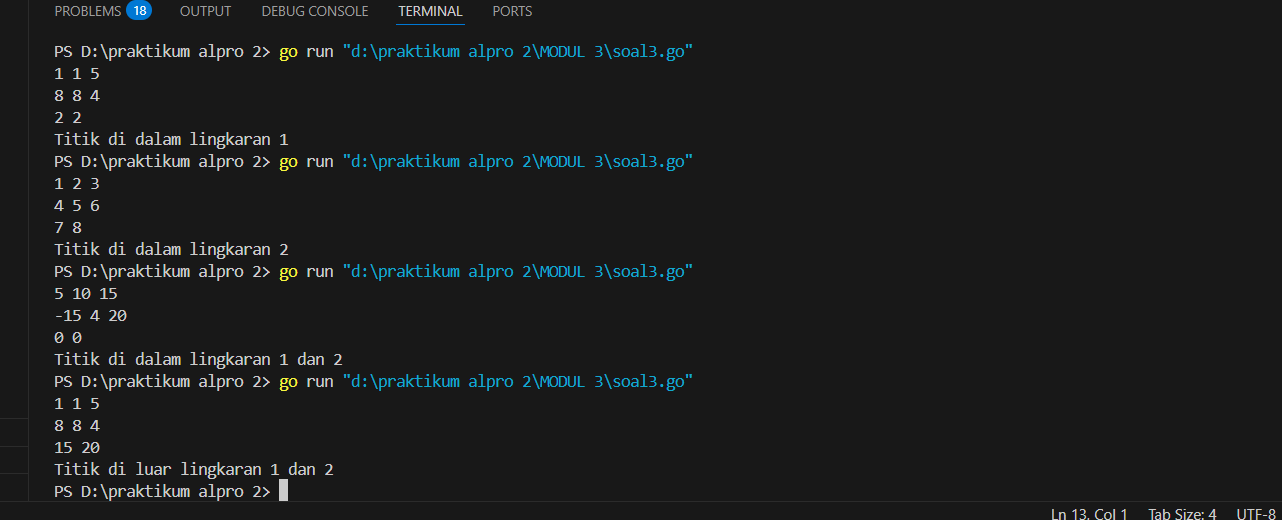 PROBLEMS 18 OUTPUT DEBUG CONSOLE TERMINAL PORTS
PS D:\praktikum alpro 2> go run "d:\praktikum alpro 2\MODUL 3\soal3.go"
1 1 5
8 8 4
2 2
Titik di dalam lingkaran 1
PS D:\praktikum alpro 2> go run "d:\praktikum alpro 2\MODUL 3\soal3.go"
1 2 3
4 5 6
7 8
Titik di dalam lingkaran 2
PS D:\praktikum alpro 2> go run "d:\praktikum alpro 2\MODUL 3\soal3.go"
5 10 15
-15 4 20
0 0
Titik di dalam lingkaran 1 dan 2
PS D:\praktikum alpro 2> go run "d:\praktikum alpro 2\MODUL 3\soal3.go"
1 1 5
8 8 4
15 20
Titik di luar lingkaran 1 dan 2
PS D:\praktikum alpro 2>
Ln 13, Col 1 Tab Size: 4 UTF-8